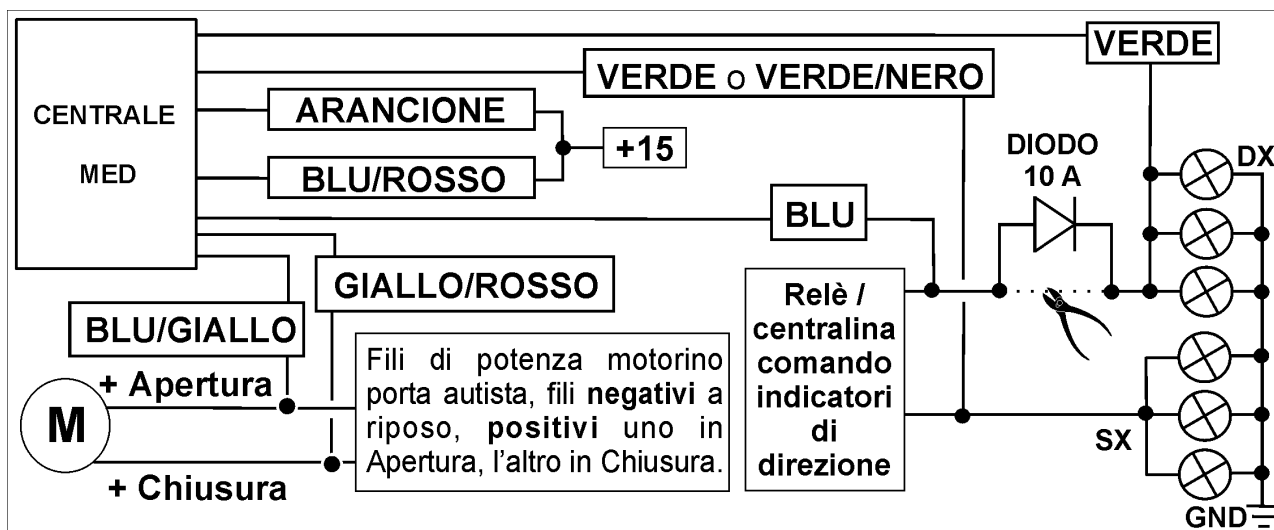 VERDE
VERDE o VERDE/NERO
CENTRALE
MED
ARANCIONE
+15
BLU/ROSSO
DIODO
10 A
DX
BLU
GIALLO/ROSSO
BLU/GIALLO
+ Apertura
M
+ Chiusura
Fili di potenza motorino
porta autista, fili negativi a
riposo, positivi uno in
Apertura, l'altro in Chiusura.
Relè /
centralina
comando
indicatori
di
direzione
SX
GND